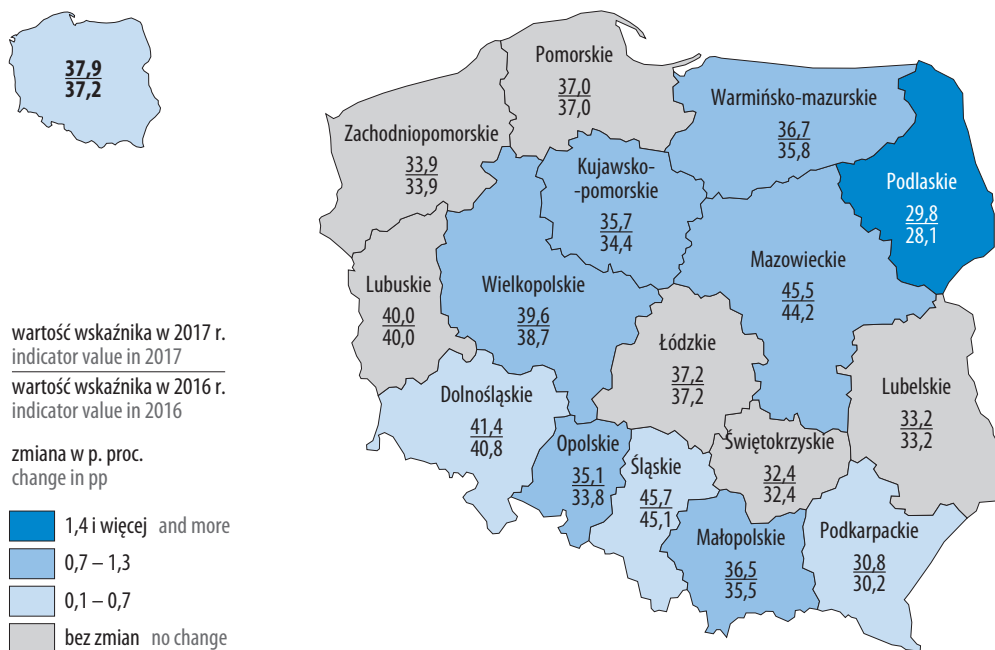 37,9
37,2
Pomorskie
37,0
37,0
Warmińsko-mazurskie
36,7
35,8
Zachodniopomorskie
33,9
33,9
Kujawsko-
-pomorskie
35,7
34,4
Podlaskie
29,8
28,1
Mazowieckie
45,5
44,2
Lubuskie
40,0
40,0
Wielkopolskie
39,6
38,7
Łódzkie
37,2
37,2
Lubelskie
33,2
33,2
Dolnośląskie
41,4
40,8
Opolskie
35,1
33,8
Śląskie
45,7
45,1
Świętokrzyskie
32,4
32,4
Małopolskie
36,5
35,5
Podkarpackie
30,8
30,2
wartość wskaźnika w 2017 r.
indicator value in 2017
wartość wskaźnika w 2016 r.
indicator value in 2016
zmiana w p. proc.
change in pp
1,4 i więcej and more
0,7 – 1,3
0,1 – 0,7
bez zmian no change